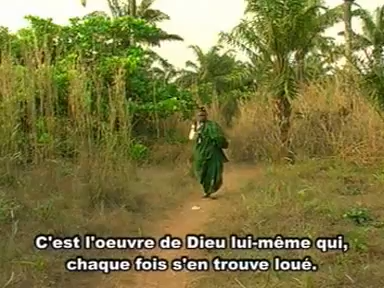 C'est l'oeuvre de Dieu lui-même qui,
chaque fois s'en trouve loué.